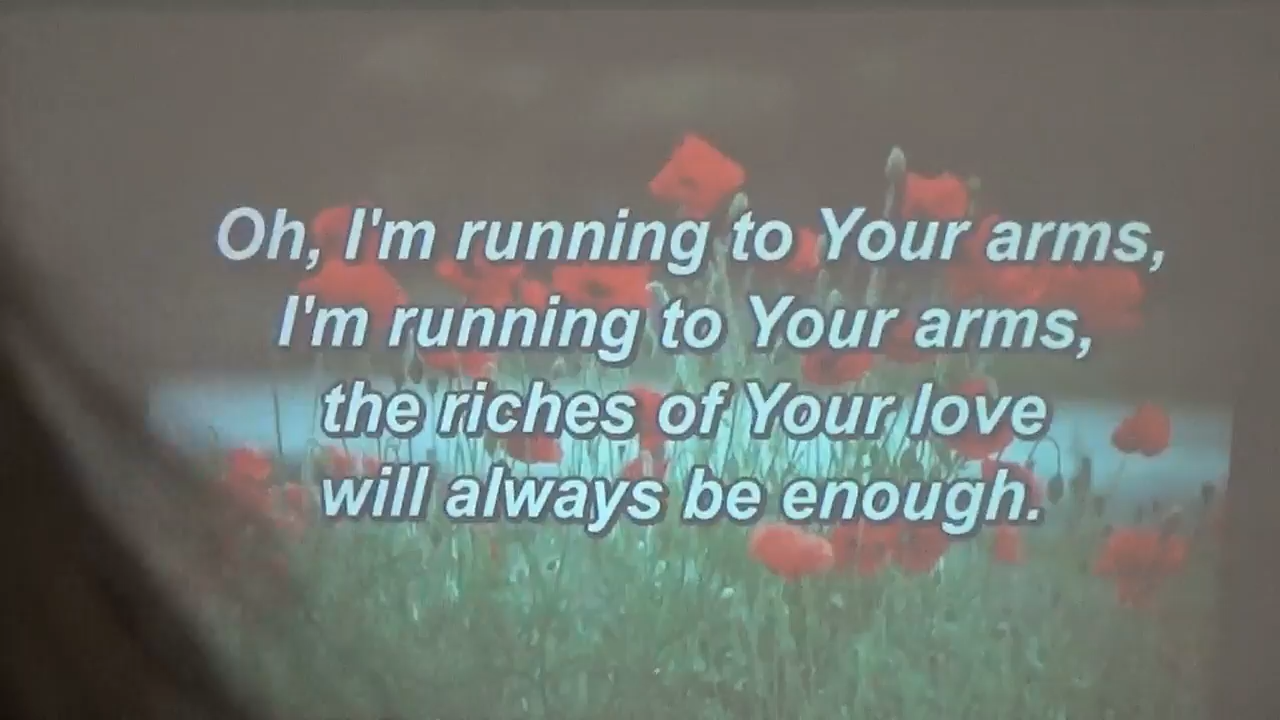 Oh, I'm running to Your arms,
I'm running to Your arms,
the riches of Your love
will always be enough.